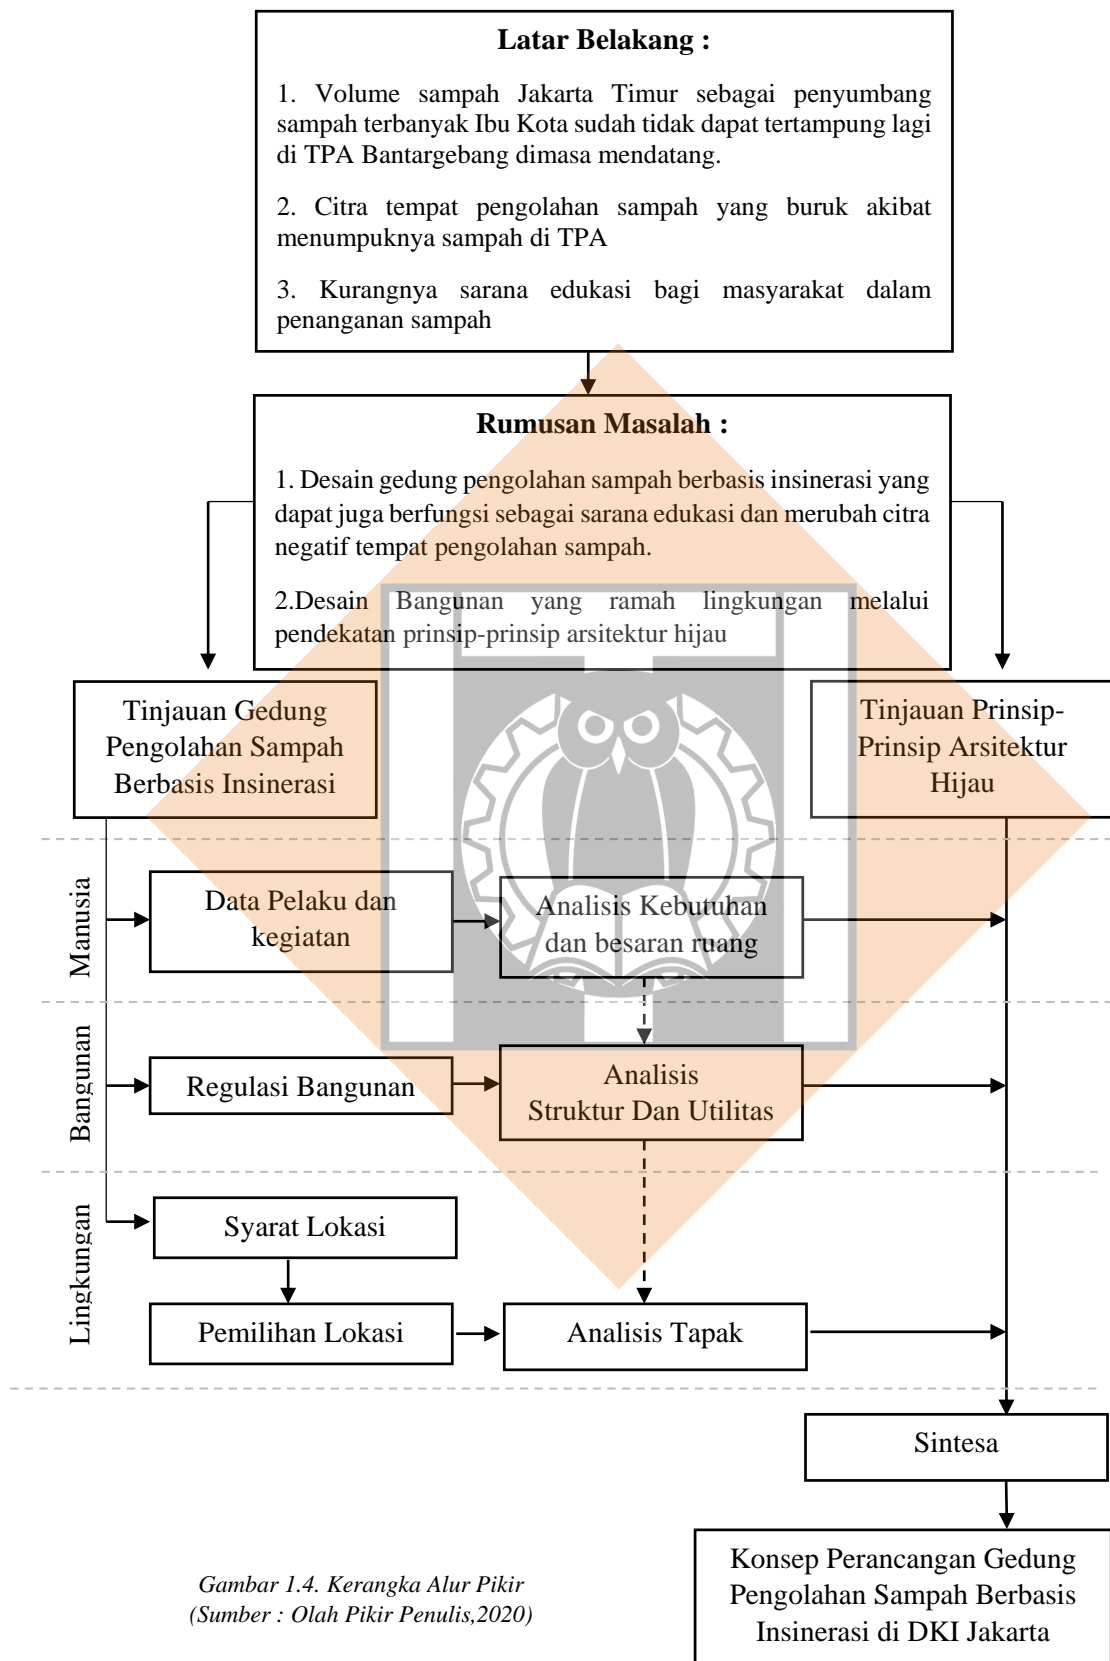 Latar Belakang :
1. Volume sampah Jakarta Timur sebagai penyumbang
sampah terbanyak Ibu Kota sudah tidak dapat tertampung lagi
di TPA Bantargebang dimasa mendatang.
2. Citra tempat pengolahan sampah yang buruk akibat
menumpuknya sampah di TPA
3. Kurangnya sarana edukasi bagi masyarakat dalam
penanganan sampah
Rumusan Masalah :
1. Desain gedung pengolahan sampah berbasis insinerasi yang
dapat juga berfungsi sebagai sarana edukasi dan merubah citra
negatif tempat pengolahan sampah.
2.Desain Bangunan yang ramah lingkungan melalui
pendekatan prinsip-prinsip arsitektur hijau
Tinjauan Gedung
Pengolahan Sampah
Berbasis Insinerasi
Tinjauan Prinsip-
Prinsip Arsitektur
Hijau
Manusia
Data Pelaku dan
kegiatan
Analisis Kebutuhan
dan besaran ruang
Bangunan
Regulasi Bangunan
Analisis
Struktur Dan Utilitas
Lingkungan
Syarat Lokasi
Pemilihan Lokasi
Analisis Tapak
Sintesa
Konsep Perancangan Gedung
Pengolahan Sampah Berbasis
Insinerasi di DKI Jakarta
Gambar 1.4. Kerangka Alur Pikir
(Sumber : Olah Pikir Penulis,2020)